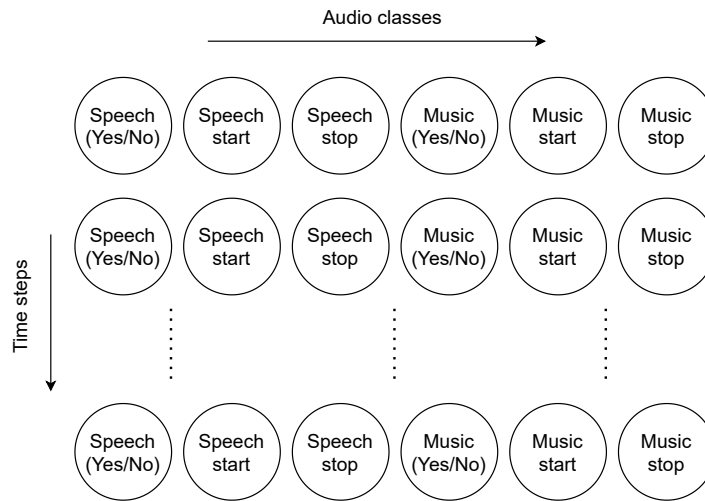 Audio classes
Speech (Yes/No)
Speech start
Speech stop
Music (Yes/No)
Music start
Music stop
Time steps
Speech (Yes/No)
Speech start
Speech stop
Music (Yes/No)
Music start
Music stop
Speech (Yes/No)
Speech start
Speech stop
Music (Yes/No)
Music start
Music stop